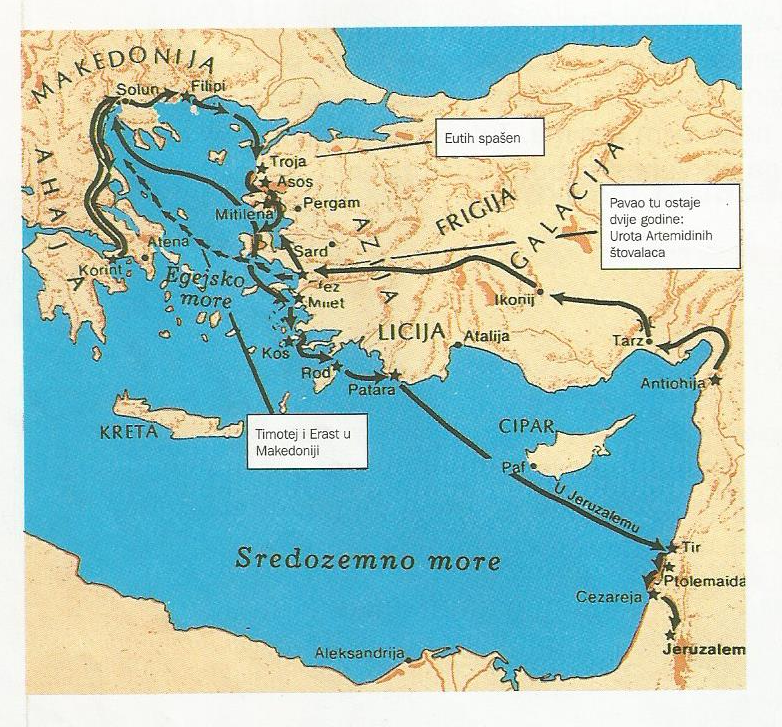 MAKEDONIJA
Solun
Filipi
AHAJA
Troja
Eutih spašen
Asos
Pergam
Mitilena
AZIJA
FRIGIJA
GALACIJA
Pavao tu ostaje
dvije godine:
Urota Artemidinih
štovalaca
Atena
Korint
Sard
Egejsko
more
Milet
Ikonij
LICIJA
Atalija
Tarz
Kos
Rod
Patara
Antiohija
KRETA
Timotej i Erast u
Makedoniji
CIPAR
Paf
U Jeruzalemu
Sredozemno more
Tir
Ptolemaida
Cezareja
Jeruzalem
Aleksandrija